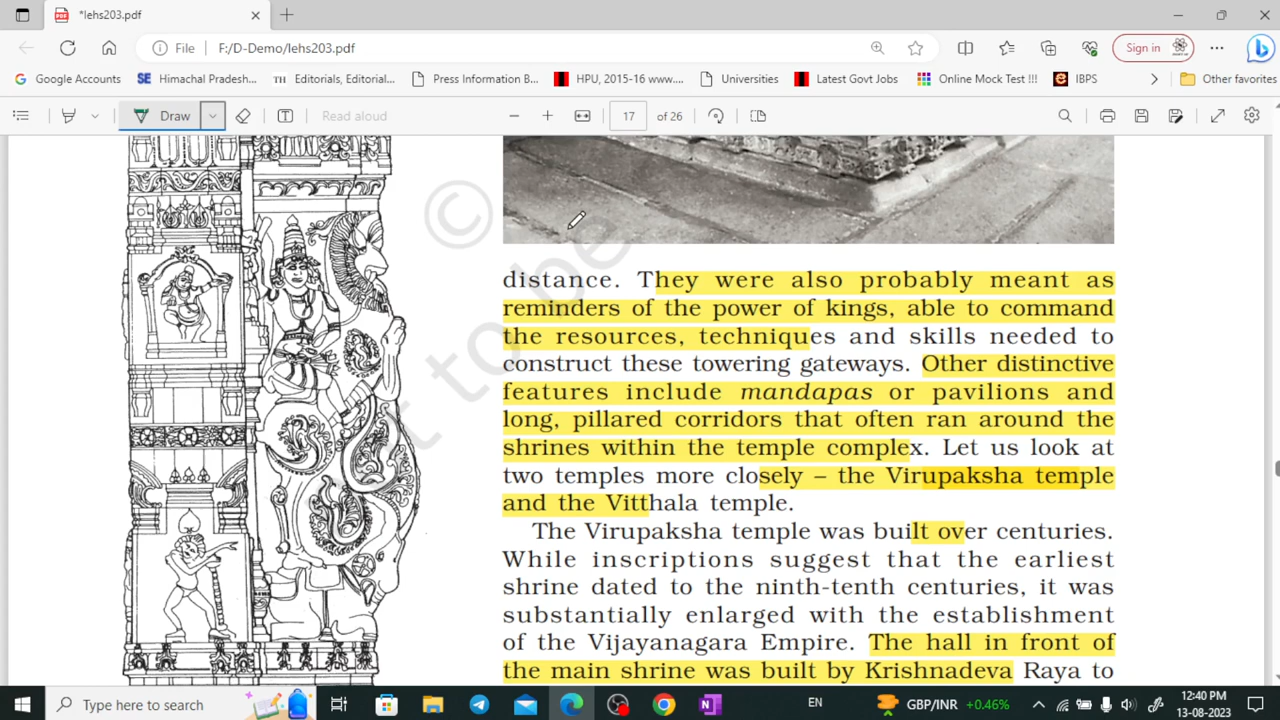 *lehs203.pdf
File F:/D-Demo/lehs203.pdf
Sign in
Google Accounts
SE Himachal Pradesh...
TH Editorials, Editorial...
Press Information B...
HPU, 2015-16 www....
Universities
Latest Govt Jobs
Online Mock Test !!!
IBPS
Other favorites
Draw
Read aloud
17 of 26
© 
t to be
distance. They were also probably meant as
reminders of the power of kings, able to command
the resources, techniques and skills needed to
construct these towering gateways. Other distinctive
features include mandapas or pavilions and
long, pillared corridors that often ran around the
shrines within the temple complex. Let us look at
two temples more closely – the Virupaksha temple
and the Vitthala temple.
The Virupaksha temple was built over centuries.
While inscriptions suggest that the earliest
shrine dated to the ninth-tenth centuries, it was
substantially enlarged with the establishment
of the Vijayanagara Empire. The hall in front of
the main shrine was built by Krishnadeva Raya to
Type here to search
EN
GBP/INR +0.46%
12:40 PM
13-08-2023